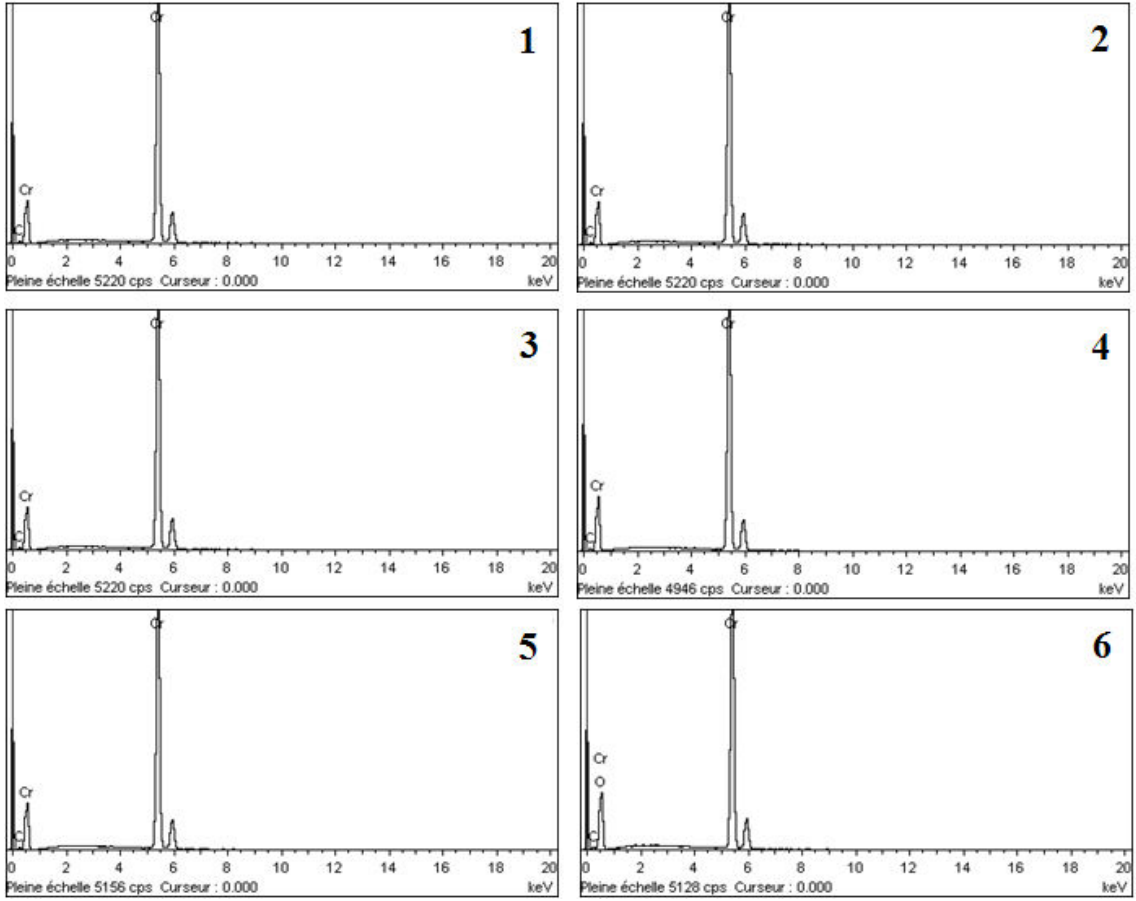 Cr
1
Cr
C
0 2 4 6 8 10 12 14 16 18 20
Pleine échelle 5220 cps Curseur : 0.000 keV
Cr
2
Cr
C
0 2 4 6 8 10 12 14 16 18 20
Pleine échelle 5220 cps Curseur : 0.000 keV
Cr
3
Cr
C
0 2 4 6 8 10 12 14 16 18 20
Pleine échelle 5220 cps Curseur : 0.000 keV
Cr
4
Cr
C
0 2 4 6 8 10 12 14 16 18 20
Pleine échelle 4946 cps Curseur : 0.000 keV
Cr
5
Cr
C
0 2 4 6 8 10 12 14 16 18 20
Pleine échelle 5156 cps Curseur : 0.000 keV
Cr
6
Cr
O
C
0 2 4 6 8 10 12 14 16 18 20
Pleine échelle 5128 cps Curseur : 0.000 keV